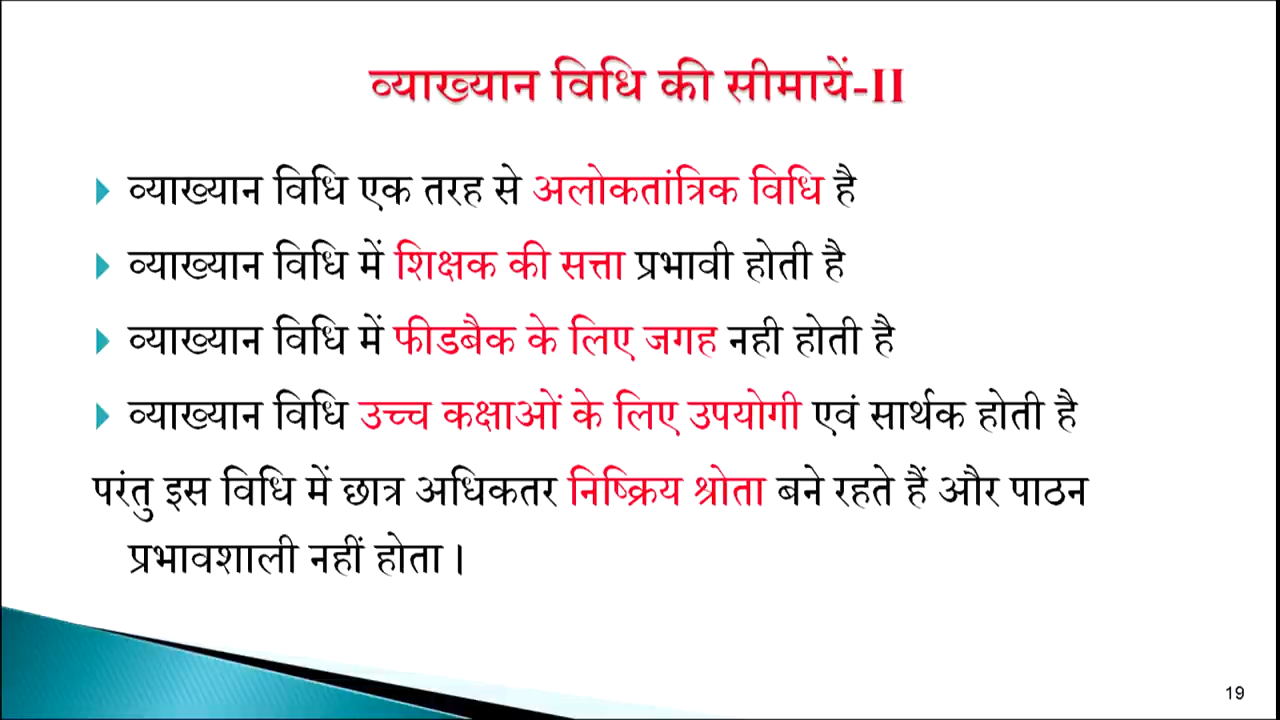 व्याख्यान विधि की सीमायें-II
व्याख्यान विधि एक तरह से अलोकतांत्रिक विधि है
व्याख्यान विधि में शिक्षक की सत्ता प्रभावी होती है
व्याख्यान विधि में फीडबैक के लिए जगह नही होती है
व्याख्यान विधि उच्च कक्षाओं के लिए उपयोगी एवं सार्थक होती है
परंतु इस विधि में छात्र अधिकतर निष्क्रिय श्रोता बने रहते हैं और पाठन
प्रभावशाली नहीं होता ।
19